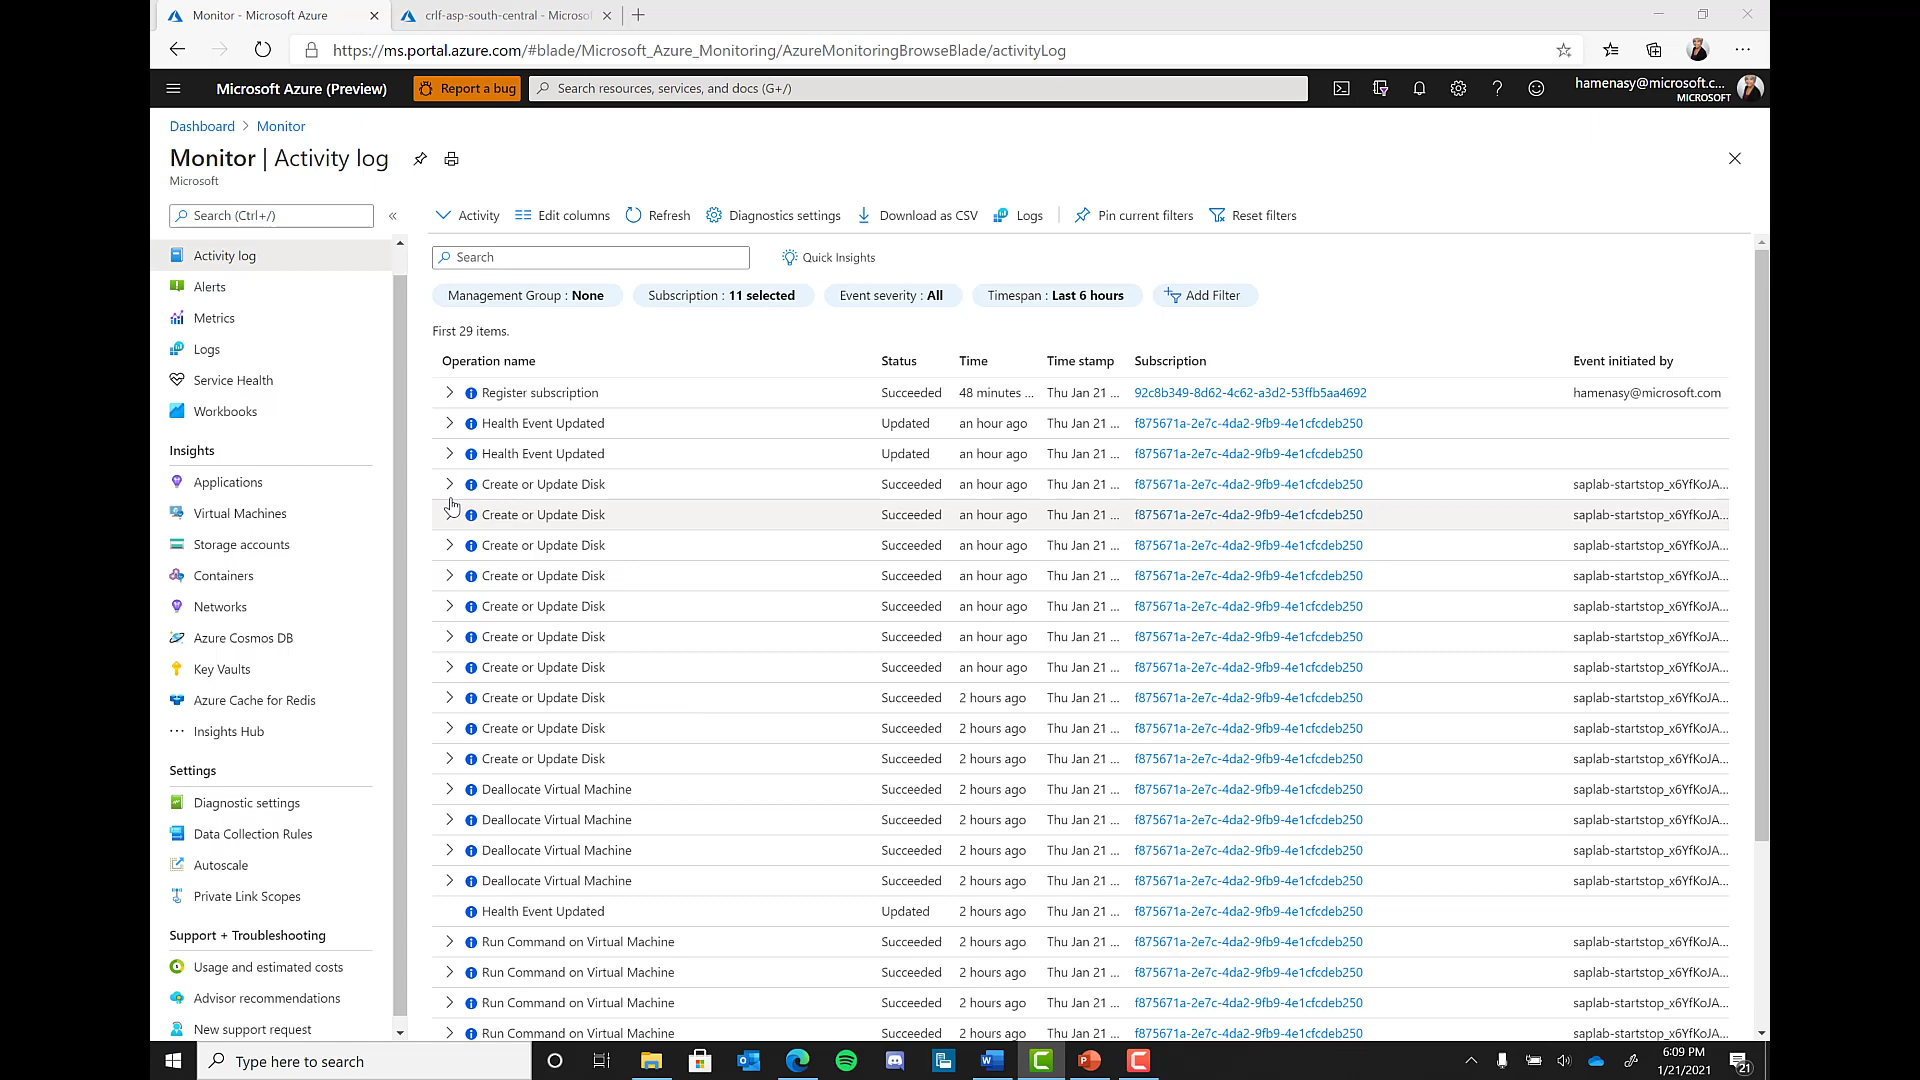 Monitor - Microsoft Azure
crlf-asp-south-central - Microso
https://ms.portal.azure.com/#blade/Microsoft_Azure_Monitoring/AzureMonitoringBrowseBlade/activityLog
Microsoft Azure (Preview)
Report a bug
Search resources, services, and docs (G+/)
hamenasy@microsoft.c...
MICROSOFT
Dashboard > Monitor
Monitor | Activity log
Microsoft
Search (Ctrl+/)
«
Activity log
Alerts
Metrics
Logs
Service Health
Workbooks
Insights
Applications
Virtual Machines
Storage accounts
Containers
Networks
Azure Cosmos DB
Key Vaults
Azure Cache for Redis
Insights Hub
Settings
Diagnostic settings
Data Collection Rules
Autoscale
Private Link Scopes
Support + Troubleshooting
Usage and estimated costs
Advisor recommendations
New support request
Activity Edit columns Refresh Diagnostics settings Download as CSV Logs Pin current filters Reset filters
Search Quick Insights
Management Group : None Subscription : 11 selected Event severity : All Timespan : Last 6 hours Add Filter
First 29 items.
Operation name Status Time Time stamp Subscription Event initiated by
Register subscription Succeeded 48 minutes ... Thu Jan 21 ... 92c8b349-8d62-4c62-a3d2-53ffb5aa4692 hamenasy@microsoft.com
Health Event Updated Updated an hour ago Thu Jan 21 ... f875671a-2e7c-4da2-9fb9-4e1cfcdeb250
Health Event Updated Updated an hour ago Thu Jan 21 ... f875671a-2e7c-4da2-9fb9-4e1cfcdeb250
Create or Update Disk Succeeded an hour ago Thu Jan 21 ... f875671a-2e7c-4da2-9fb9-4e1cfcdeb250 saplab-startstop_x6YfKoJA...
Create or Update Disk Succeeded an hour ago Thu Jan 21 ... f875671a-2e7c-4da2-9fb9-4e1cfcdeb250 saplab-startstop_x6YfKoJA...
Create or Update Disk Succeeded an hour ago Thu Jan 21 ... f875671a-2e7c-4da2-9fb9-4e1cfcdeb250 saplab-startstop_x6YfKoJA...
Create or Update Disk Succeeded an hour ago Thu Jan 21 ... f875671a-2e7c-4da2-9fb9-4e1cfcdeb250 saplab-startstop_x6YfKoJA...
Create or Update Disk Succeeded an hour ago Thu Jan 21 ... f875671a-2e7c-4da2-9fb9-4e1cfcdeb250 saplab-startstop_x6YfKoJA...
Create or Update Disk Succeeded an hour ago Thu Jan 21 ... f875671a-2e7c-4da2-9fb9-4e1cfcdeb250 saplab-startstop_x6YfKoJA...
Create or Update Disk Succeeded an hour ago Thu Jan 21 ... f875671a-2e7c-4da2-9fb9-4e1cfcdeb250 saplab-startstop_x6YfKoJA...
Create or Update Disk Succeeded 2 hours ago Thu Jan 21 ... f875671a-2e7c-4da2-9fb9-4e1cfcdeb250 saplab-startstop_x6YfKoJA...
Create or Update Disk Succeeded 2 hours ago Thu Jan 21 ... f875671a-2e7c-4da2-9fb9-4e1cfcdeb250 saplab-startstop_x6YfKoJA...
Create or Update Disk Succeeded 2 hours ago Thu Jan 21 ... f875671a-2e7c-4da2-9fb9-4e1cfcdeb250 saplab-startstop_x6YfKoJA...
Deallocate Virtual Machine Succeeded 2 hours ago Thu Jan 21 ... f875671a-2e7c-4da2-9fb9-4e1cfcdeb250 saplab-startstop_x6YfKoJA...
Deallocate Virtual Machine Succeeded 2 hours ago Thu Jan 21 ... f875671a-2e7c-4da2-9fb9-4e1cfcdeb250 saplab-startstop_x6YfKoJA...
Deallocate Virtual Machine Succeeded 2 hours ago Thu Jan 21 ... f875671a-2e7c-4da2-9fb9-4e1cfcdeb250 saplab-startstop_x6YfKoJA...
Deallocate Virtual Machine Succeeded 2 hours ago Thu Jan 21 ... f875671a-2e7c-4da2-9fb9-4e1cfcdeb250 saplab-startstop_x6YfKoJA...
Health Event Updated Updated 2 hours ago Thu Jan 21 ... f875671a-2e7c-4da2-9fb9-4e1cfcdeb250
Run Command on Virtual Machine Succeeded 2 hours ago Thu Jan 21 ... f875671a-2e7c-4da2-9fb9-4e1cfcdeb250 saplab-startstop_x6YfKoJA...
Run Command on Virtual Machine Succeeded 2 hours ago Thu Jan 21 ... f875671a-2e7c-4da2-9fb9-4e1cfcdeb250 saplab-startstop_x6YfKoJA...
Run Command on Virtual Machine Succeeded 2 hours ago Thu Jan 21 ... f875671a-2e7c-4da2-9fb9-4e1cfcdeb250 saplab-startstop_x6YfKoJA...
Run Command on Virtual Machine Succeeded 2 hours ago Thu Jan 21 ... f875671a-2e7c-4da2-9fb9-4e1cfcdeb250 saplab-startstop_x6YfKoJA...
Type here to search
6:09 PM
1/21/2021
21